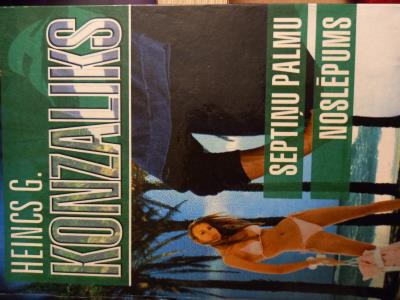 HEINCS G.
KONZALIKS
SEPTIŅU PALMU
NOSLĒPUMS